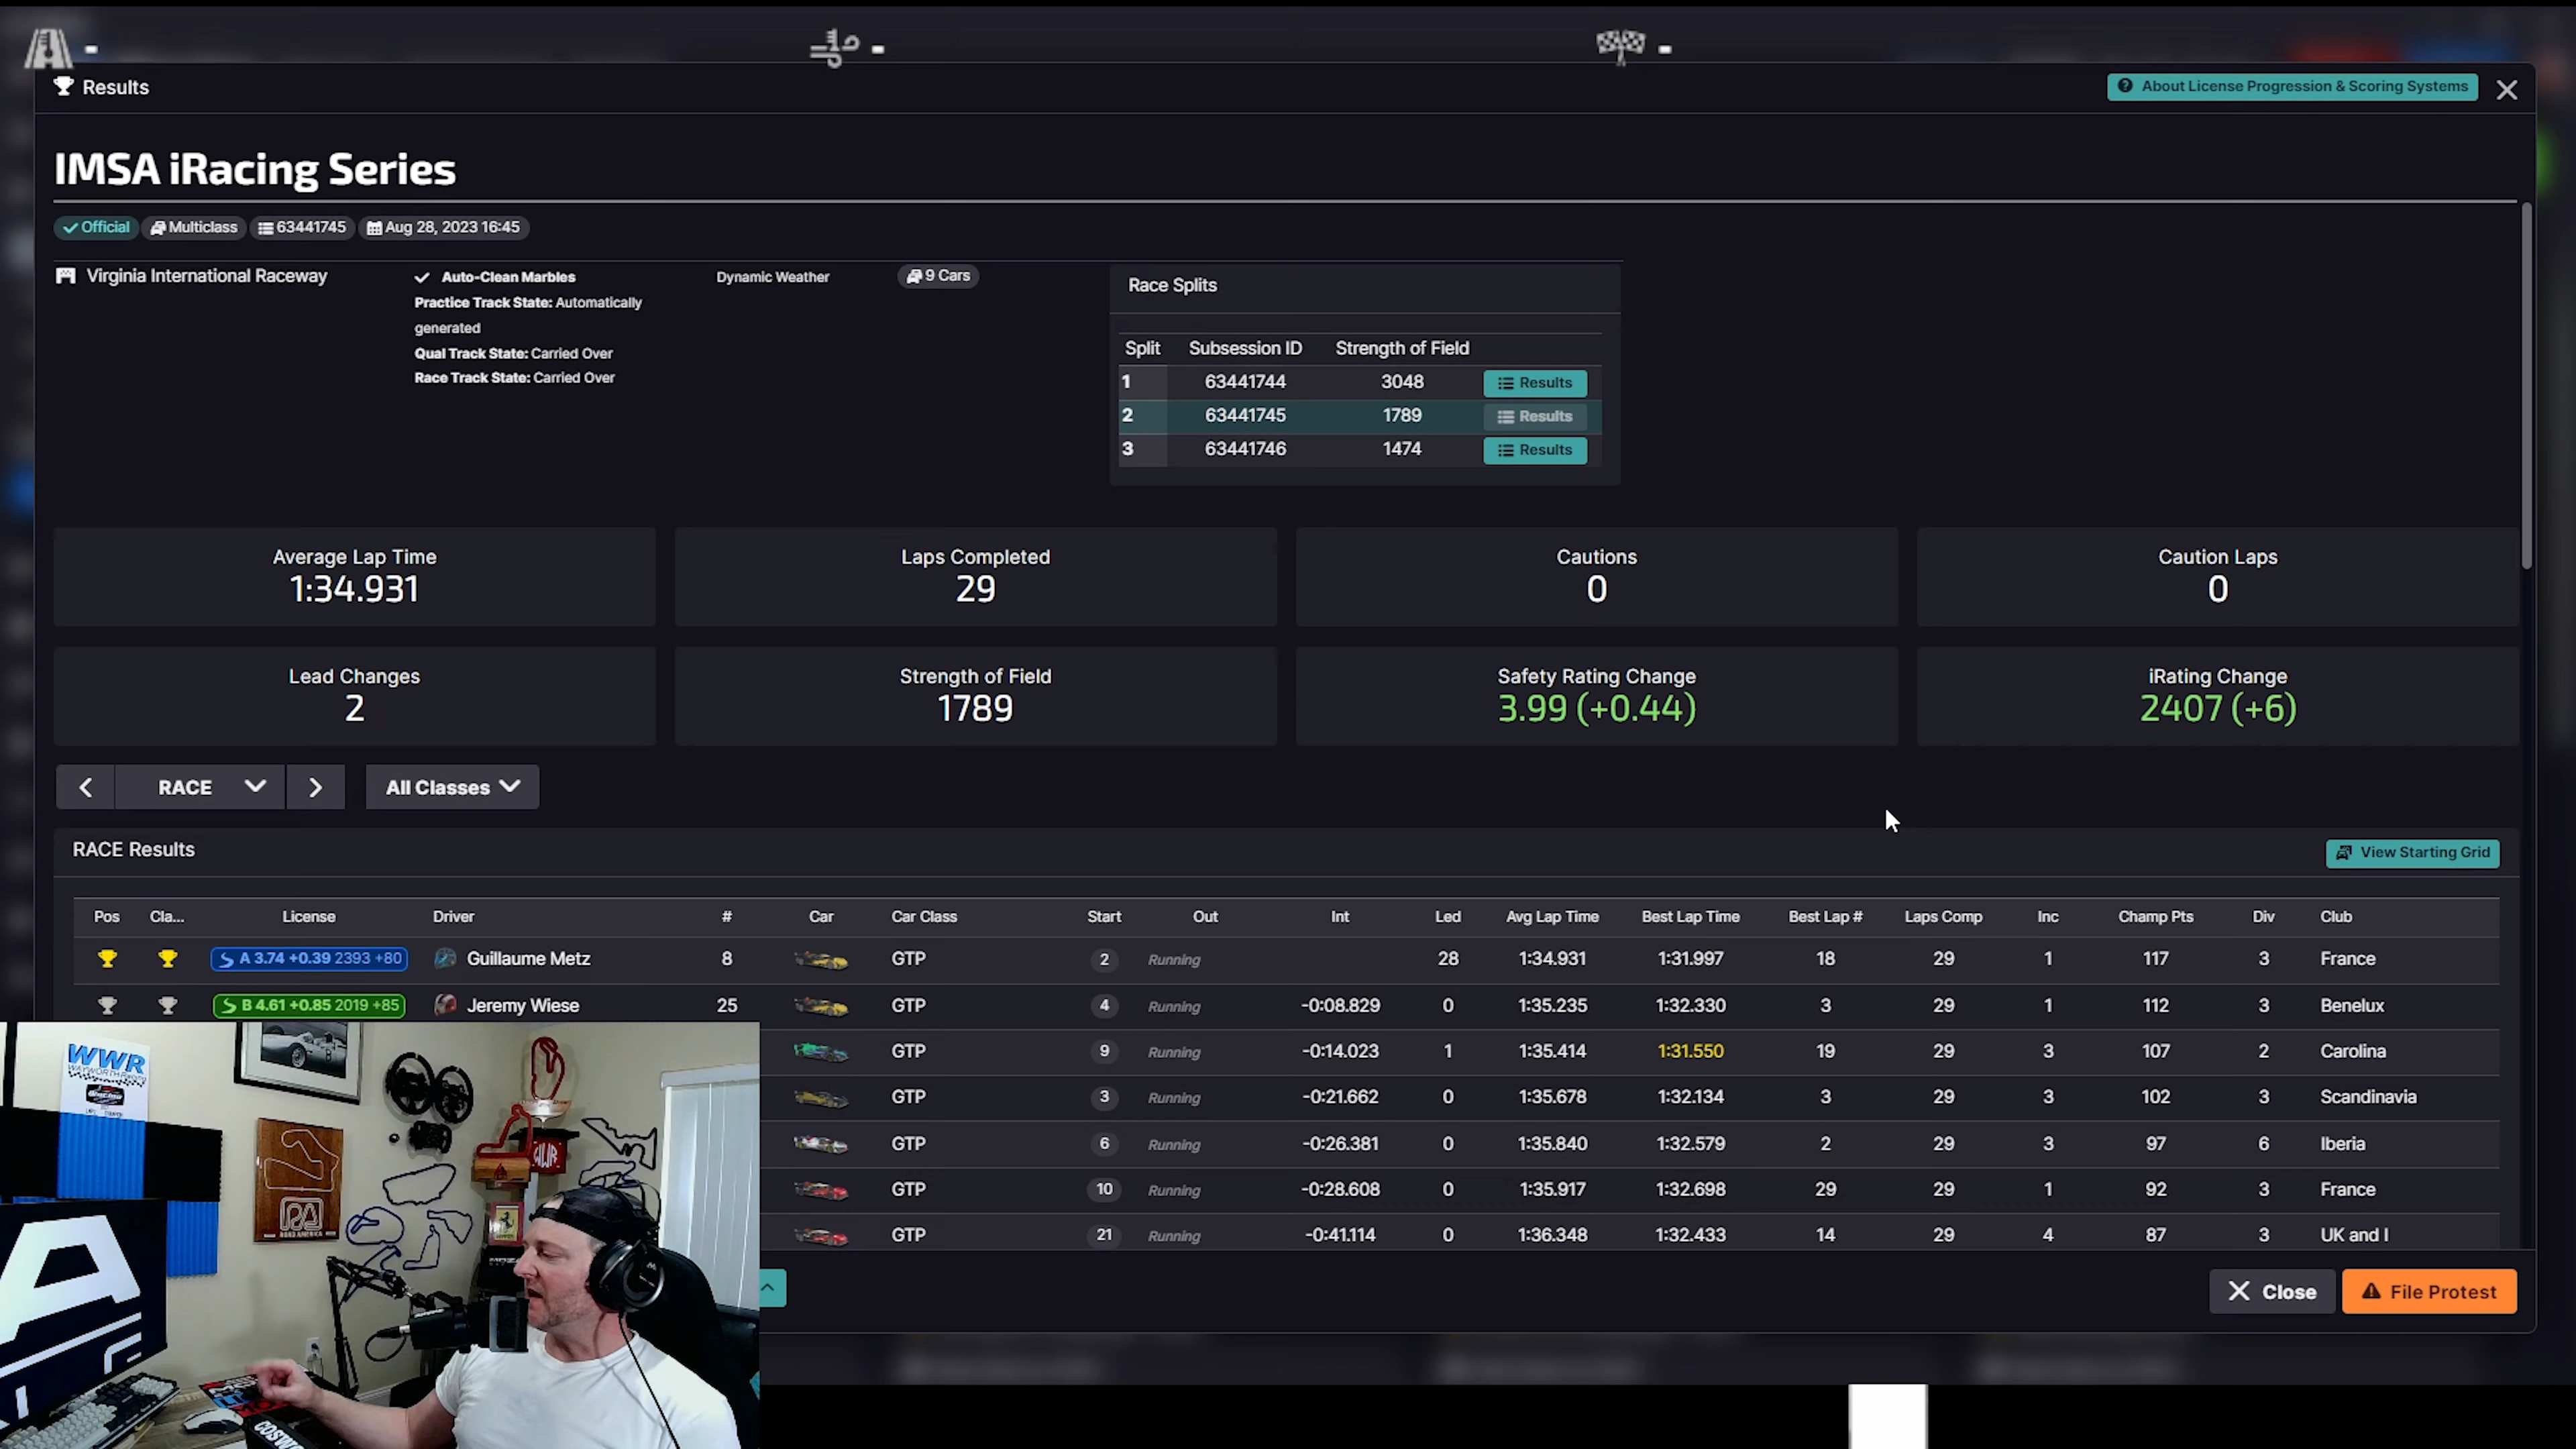 Results
About License Progression & Scoring Systems
IMSA iRacing Series
Official Multiclass 63441745 Aug 28, 2023 16:45
Virginia International Raceway
Auto-Clean Marbles
Practice Track State: Automatically
generated
Qual Track State: Carried Over
Race Track State: Carried Over
Dynamic Weather
9 Cars
Race Splits
Split Subsession ID Strength of Field
1 63441744 3048 Results
2 63441745 1789 Results
3 63441746 1474 Results
Average Lap Time
1:34.931
Laps Completed
29
Cautions
0
Caution Laps
0
Lead Changes
2
Strength of Field
1789
Safety Rating Change
3.99 (+0.44)
iRating Change
2407 (+6)
RACE
All Classes
RACE Results
View Starting Grid
Pos Cla... License Driver # Car Car Class Start Out Int Led Avg Lap Time Best Lap Time Best Lap # Laps Comp Inc Champ Pts Div Club
A 3.74 +0.39 2393 +80 Guillaume Metz 8 GTP 2 Running 28 1:34.931 1:31.997 18 29 1 117 3 France
B 4.61 +0.85 2019 +85 Jeremy Wiese 25 GTP 4 Running -0:08.829 0 1:35.235 1:32.330 3 29 1 112 3 Benelux
GTP 9 Running -0:14.023 1 1:35.414 1:31.550 19 29 3 107 2 Carolina
GTP 3 Running -0:21.662 0 1:35.678 1:32.134 3 29 3 102 3 Scandinavia
GTP 6 Running -0:26.381 0 1:35.840 1:32.579 2 29 3 97 6 Iberia
GTP 10 Running -0:28.608 0 1:35.917 1:32.698 29 29 1 92 3 France
GTP 21 Running -0:41.114 0 1:36.348 1:32.433 14 29 4 87 3 UK and I
Close
File Protest
WWR
WAYWORTH RACING
WWR
ROAD AMERICA